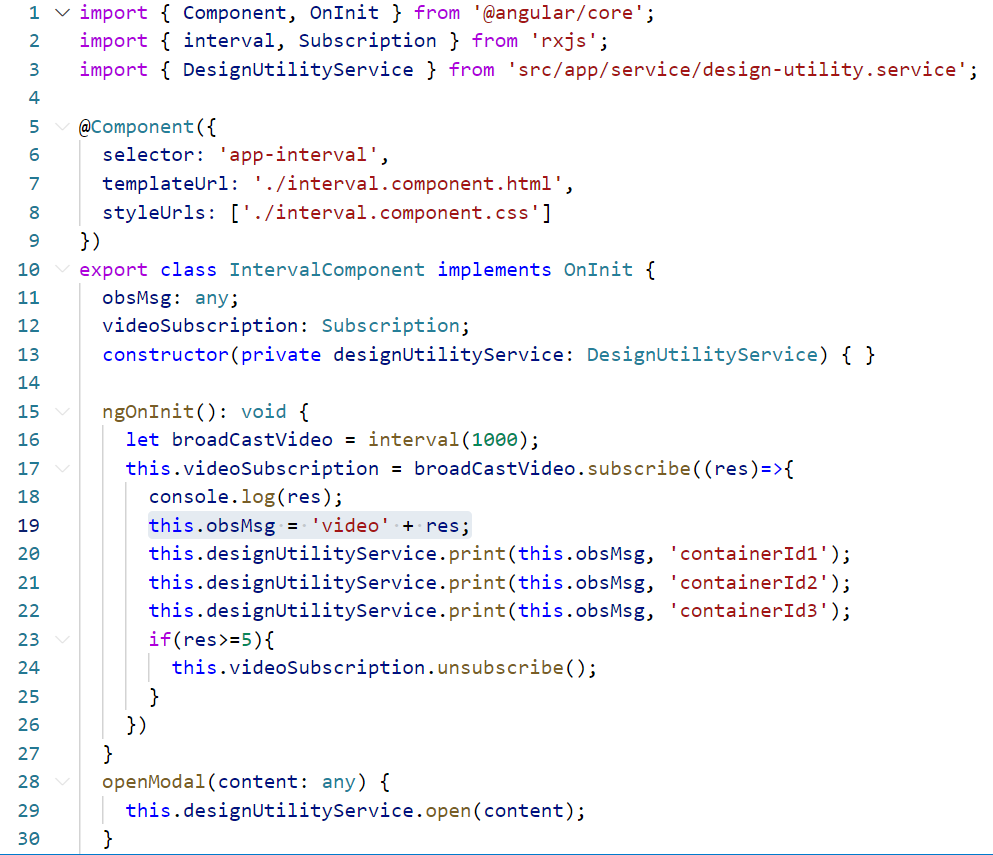 1 import { Component, OnInit } from '@angular/core';
2 import { interval, Subscription } from 'rxjs';
3 import { DesignUtilityService } from 'src/app/service/design-utility.service';
4
5 @Component({
6   selector: 'app-interval',
7   templateUrl: './interval.component.html',
8   styleUrls: ['./interval.component.css']
9 })
10 export class IntervalComponent implements OnInit {
11   obsMsg: any;
12   videoSubscription: Subscription;
13   constructor(private designUtilityService: DesignUtilityService) { }
14
15   ngOnInit(): void {
16     let broadCastVideo = interval(1000);
17     this.videoSubscription = broadCastVideo.subscribe((res)=>{
18       console.log(res);
19       this.obsMsg = 'video' + res;
20       this.designUtilityService.print(this.obsMsg, 'containerId1');
21       this.designUtilityService.print(this.obsMsg, 'containerId2');
22       this.designUtilityService.print(this.obsMsg, 'containerId3');
23       if(res>=5){
24         this.videoSubscription.unsubscribe();
25       }
26     })
27   }
28   openModal(content: any) {
29     this.designUtilityService.open(content);
30   }